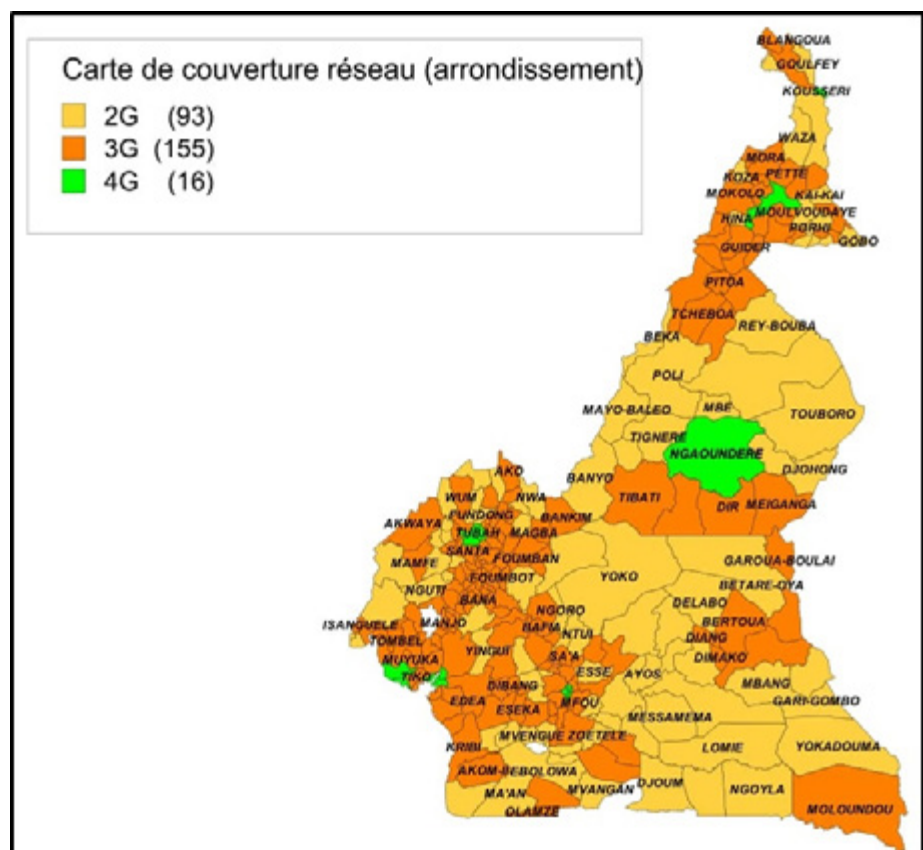 Carte de couverture réseau (arrondissement)
2G (93)
3G (155)
4G (16)
BLANGOUA
GOULFEY
KOUSSERI
WAZA
MORA
KOZA
PETTE
MOKOLO
KAI-KAI
HINA
MOULVOUDAYE
GOBO
GUIDER
PITOA
TCHEBOA
REY-BOUBA
BEKA
POLI
MAYO-BALEO
MBE
TOUBORO
TIGNERE
NGAOUNDERE
DJOHONG
BANYO
TIBATI
DIR
MEIGANGA
AKO
WUM
NWA
FUNDONG
BANKIM
AKWAYA
TUBAH
MAGBA
SANTA
FOUMBAN
MAMFE
GAROUA-BOULAI
FOUMBOT
YOKO
NGUTI
BETARE-OYA
BANA
DELABO
ISANGUELE
MANJO
NGORO
BERTOUA
TOMBEL
BAFIA
NTUI
DIANG
YINGUI
SA'A
DIMAKO
MUYUKA
ESSE
AYOS
MBANG
TIKO
DIBANG
MFOU
GARI-GOMBO
EDEA
ESEKA
MESSAMEMA
MVENGUE
ZOETELE
KRIBI
LOMIE
YOKADOUMA
AKOM-II
EBOLOWA
DJOUM
MA'AN
MVANGAN
NGOYLA
OLAMZE
MOLOUNDOU